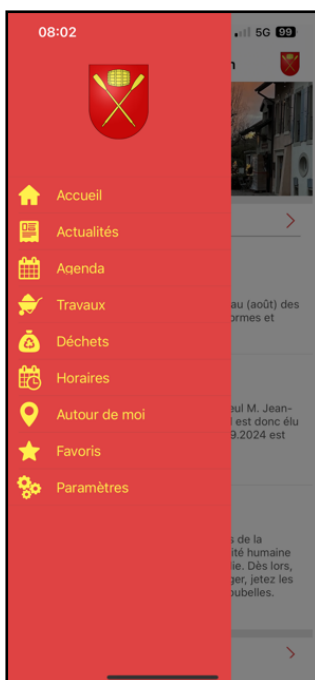 08:02 5G 99
n
Accueil
Actualités
Agenda
Travaux
au (août) des
ormes et
Déchets
Horaires
Autour de moi
eul M. Jean-
est donc élu
9.2024 est
Favoris
Paramètres
s de la
ité humaine
lie. Dès lors,
ger, jetez les
oubelles.